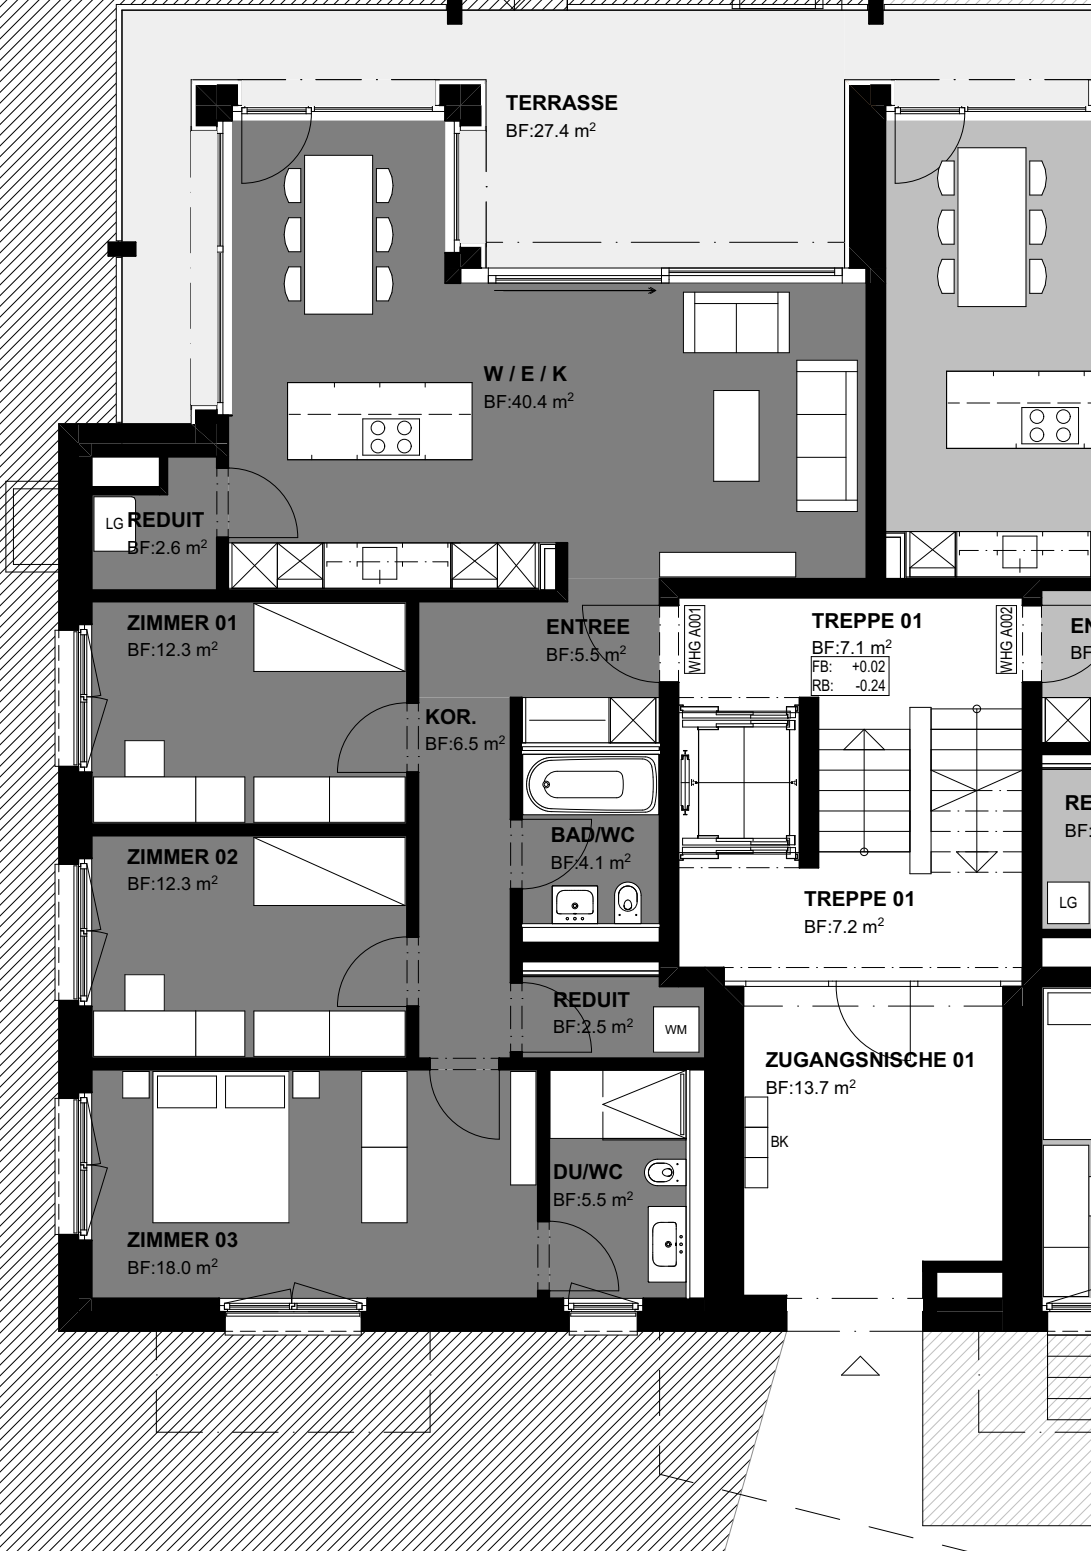 TERRASSE
BF:27.4 m²
W / E / K
BF:40.4 m²
LG
REDUIT
BF:2.6 m²
ZIMMER 01
BF:12.3 m²
ENTREE
BF:5.5 m²
WHG A001
TREPPE 01
BF:7.1 m²
FB: +0.02
RB: -0.24
WHG A002
EN
BF
KOR.
BF:6.5 m²
RE
BF:
BAD/WC
BF:4.1 m²
ZIMMER 02
BF:12.3 m²
TREPPE 01
BF:7.2 m²
LG
REDUIT
BF:2.5 m²
WM
ZUGANGSNISCHE 01
BF:13.7 m²
BK
DU/WC
BF:5.5 m²
ZIMMER 03
BF:18.0 m²